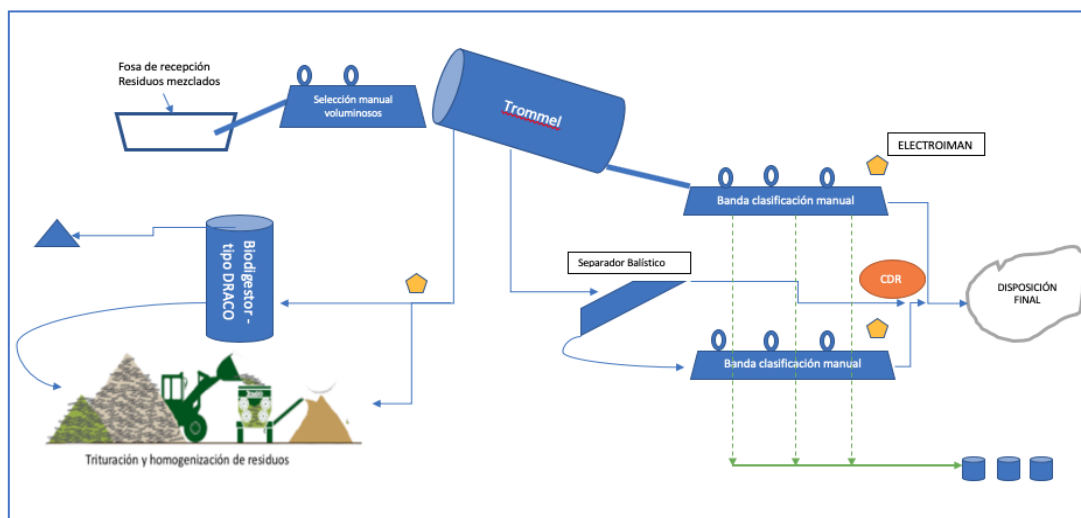 Fosa de recepción
Residuos mezclados
Selección manual
voluminosos
Trommel
ELECTROIMAN
Banda clasificación manual
Biodigestor -
tipo DRACO
Separador Balístico
CDR
DISPOSICIÓN
FINAL
Banda clasificación manual
Trituración y homogenización de residuos